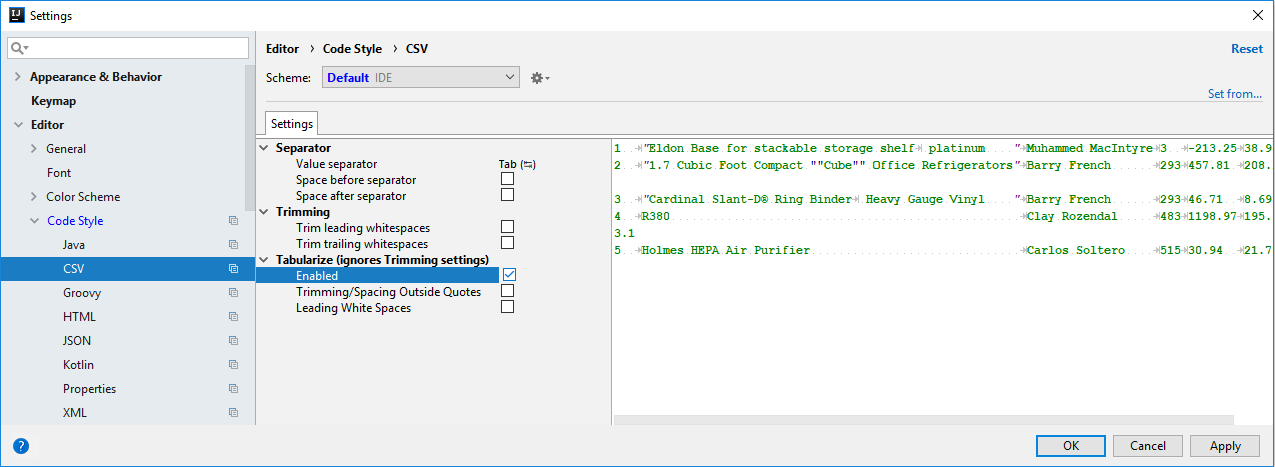 IJ Settings
Editor › Code Style › CSV Reset
Scheme: Default IDE
Set from...
Appearance & Behavior
Keymap
Editor
General
Font
Color Scheme
Code Style
Java
CSV
Groovy
HTML
JSON
Kotlin
Properties
XML
Settings
Separator
Value separator Tab (↹)
Space before separator
Space after separator
Trimming
Trim leading whitespaces
Trim trailing whitespaces
Tabularize (ignores Trimming settings)
Enabled
Trimming/Spacing Outside Quotes
Leading White Spaces
1 "Eldon Base for stackable storage shelf platinum " Muhammed MacIntyre 3 -213.25 38.9
2 "1.7 Cubic Foot Compact ""Cube"" Office Refrigerators" Barry French 293 457.81 208.
3 "Cardinal Slant-D® Ring Binder Heavy Gauge Vinyl " Barry French 293 46.71 8.69
4 R380 Clay Rozendal 483 1198.97 195.
3.1
5 Holmes HEPA Air Purifier Carlos Soltero 515 30.94 21.7
? OK Cancel Apply